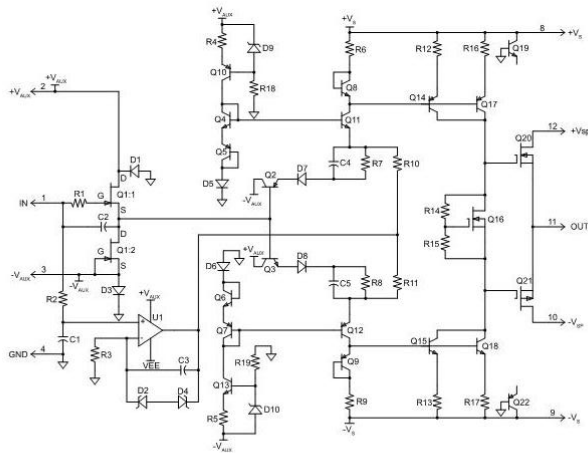 +V_S
+V_S
8
+V_AUX
R4
D9
R6
R12
R16
Q19
Q10
+V_AUX
+V_AUX
2
R18
Q8
Q14
Q17
Q4
Q11
Q20
12
+V_SP
Q5
D1
D5
Q2
D7
C4
R7
R10
IN
1
R1
G
D
Q1:1
S
-V_AUX
R14
Q16
11
OUT
C2
D
R15
G
Q1:2
+V_AUX
D8
-V_AUX
3
S
D6
Q3
-V_AUX
D3
Q6
C5
R8
R11
Q21
R2
+V_AUX
U1
10
-V_SP
+
-
Q7
Q12
GND
4
C1
R3
VEE
C3
R19
Q15
Q18
Q9
D2
D4
Q13
R5
D10
R9
R13
R17
Q22
-V_AUX
-V_S
9
-V_S